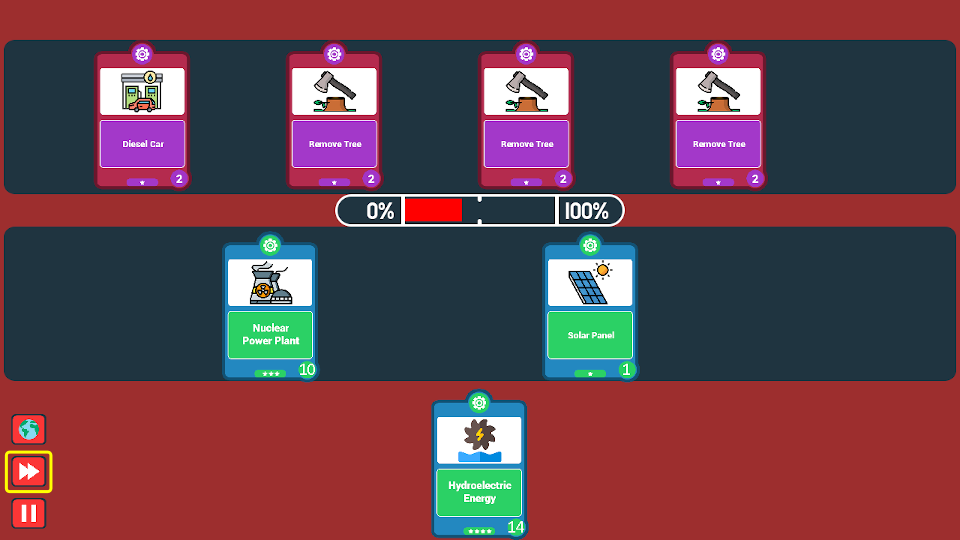 Diesel Car
2
Remove Tree
2
Remove Tree
2
Remove Tree
2
0%
100%
Nuclear
Power Plant
10
Solar Panel
1
Hydroelectric
Energy
14